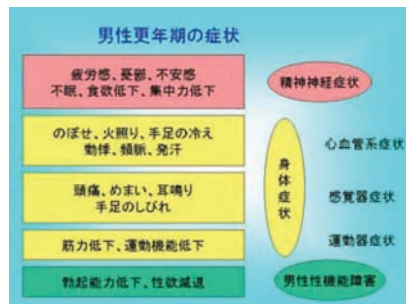 男性更年期の症状
疲労感、憂鬱、不安感
不眠、食欲低下、集中力低下
精神神経症状
のぼせ、火照り、手足の冷え
動悸、頻脈、発汗
心血管系症状
頭痛、めまい、耳鳴り
手足のしびれ
身体症状
感覚器症状
筋力低下、運動機能低下
運動器症状
勃起能力低下、性欲減退
男性性機能障害